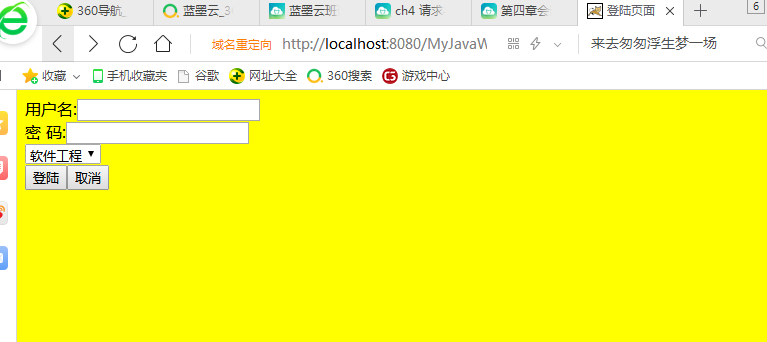 360导航_ 蓝墨云_3 蓝墨云班 ch4 请求 第四章会 登陆页面 6
域名重定向 http://localhost:8080/MyJavaW 来去匆匆浮生梦一场
收藏 手机收藏夹 谷歌 网址大全 360搜索 游戏中心
用户名:
密 码:
软件工程
登陆 取消